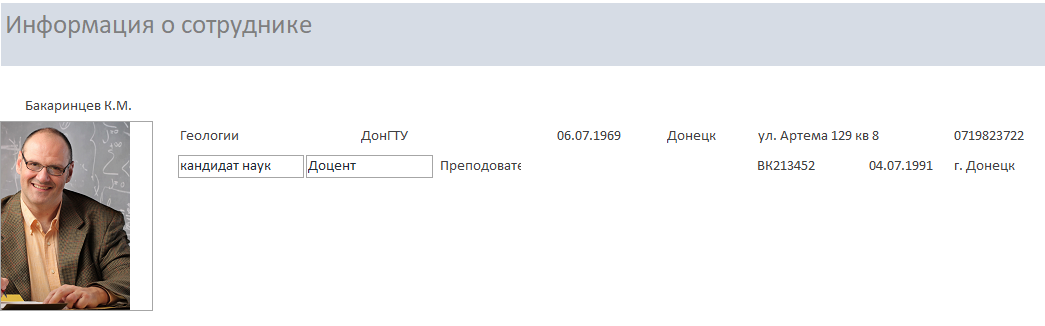 Информация о сотруднике
Бакаринцев К.М.
Геологии ДонГТУ 06.07.1969 Донецк ул. Артема 129 кв 8 0719823722
кандидат наук Доцент Преподовате ВК213452 04.07.1991 г. Донецк